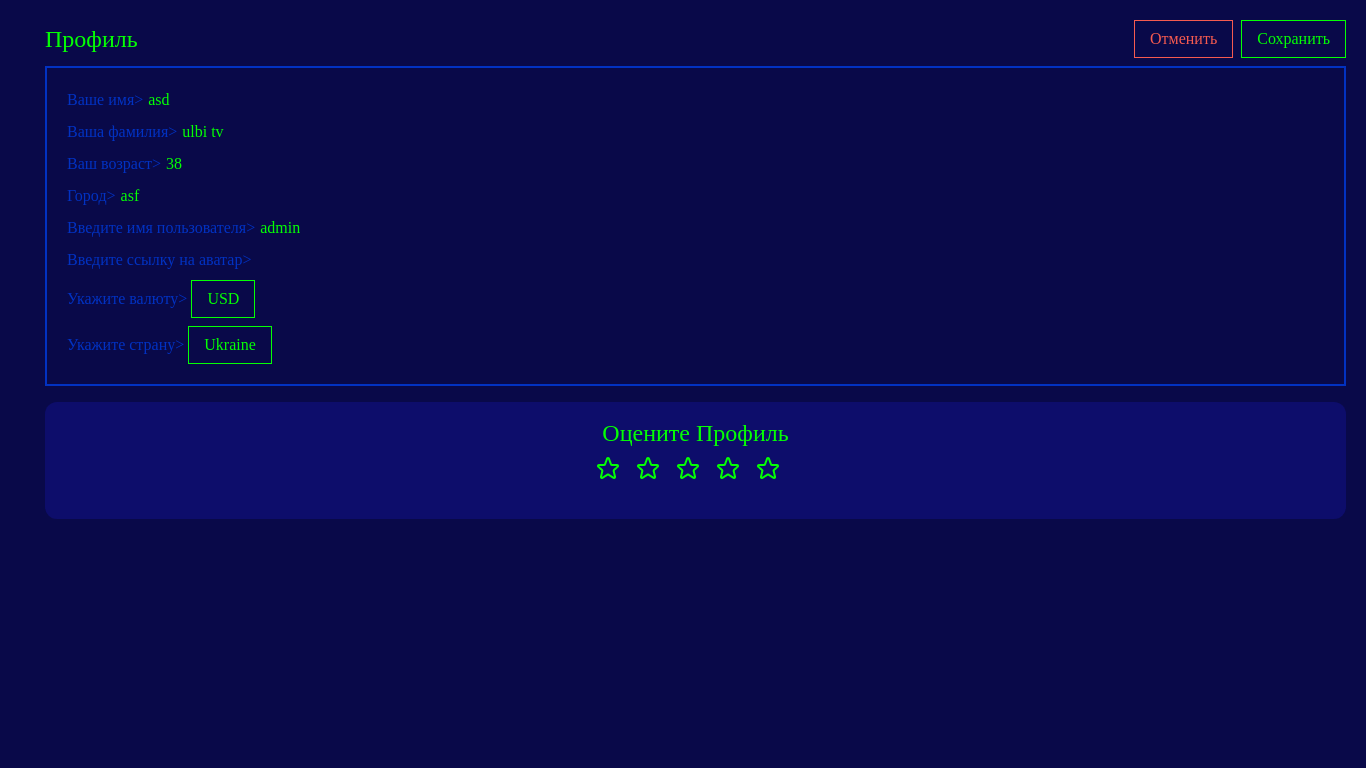 Профиль
Отменить Сохранить
Ваше имя> asd
Ваша фамилия> ulbi tv
Ваш возраст> 38
Город> asf
Введите имя пользователя> admin
Введите ссылку на аватар>
Укажите валюту> USD
Укажите страну> Ukraine
Оцените Профиль